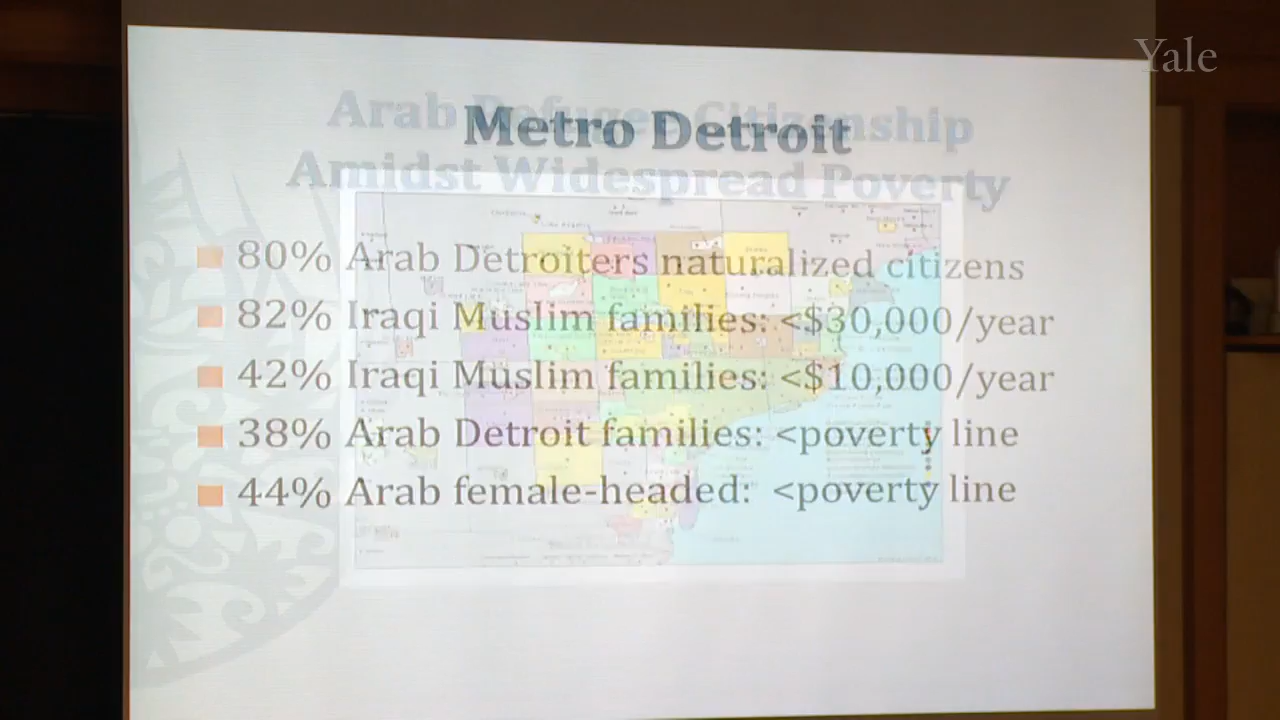 Yale
Arab Refugee Citizenship
Metro Detroit
Amidst Widespread Poverty
80% Arab Detroiters naturalized citizens
82% Iraqi Muslim families: <$30,000/year
42% Iraqi Muslim families: <$10,000/year
38% Arab Detroit families: <poverty line
44% Arab female-headed: <poverty line